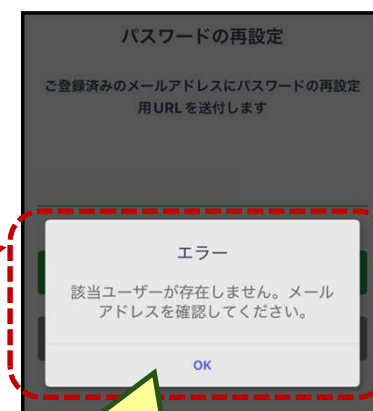 パスワードの再設定
ご登録済みのメールアドレスにパスワードの再設定
用URLを送付します
エラー
該当ユーザーが存在しません。メール
アドレスを確認してください。
OK